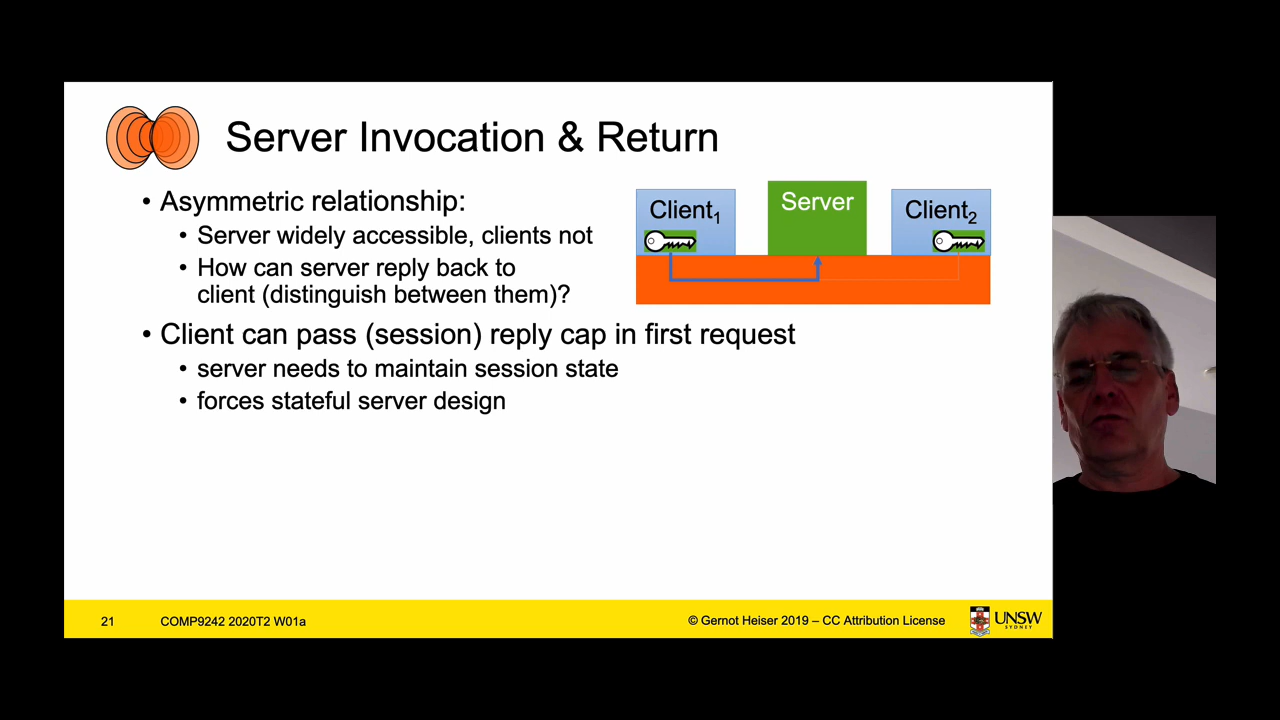 Server Invocation & Return
• Asymmetric relationship:
• Server widely accessible, clients not
• How can server reply back to
client (distinguish between them)?
Client₁
Server
Client₂
• Client can pass (session) reply cap in first request
• server needs to maintain session state
• forces stateful server design
21
COMP9242 2020T2 W01a
© Gernot Heiser 2019 – CC Attribution License
UNSW
SYDNEY